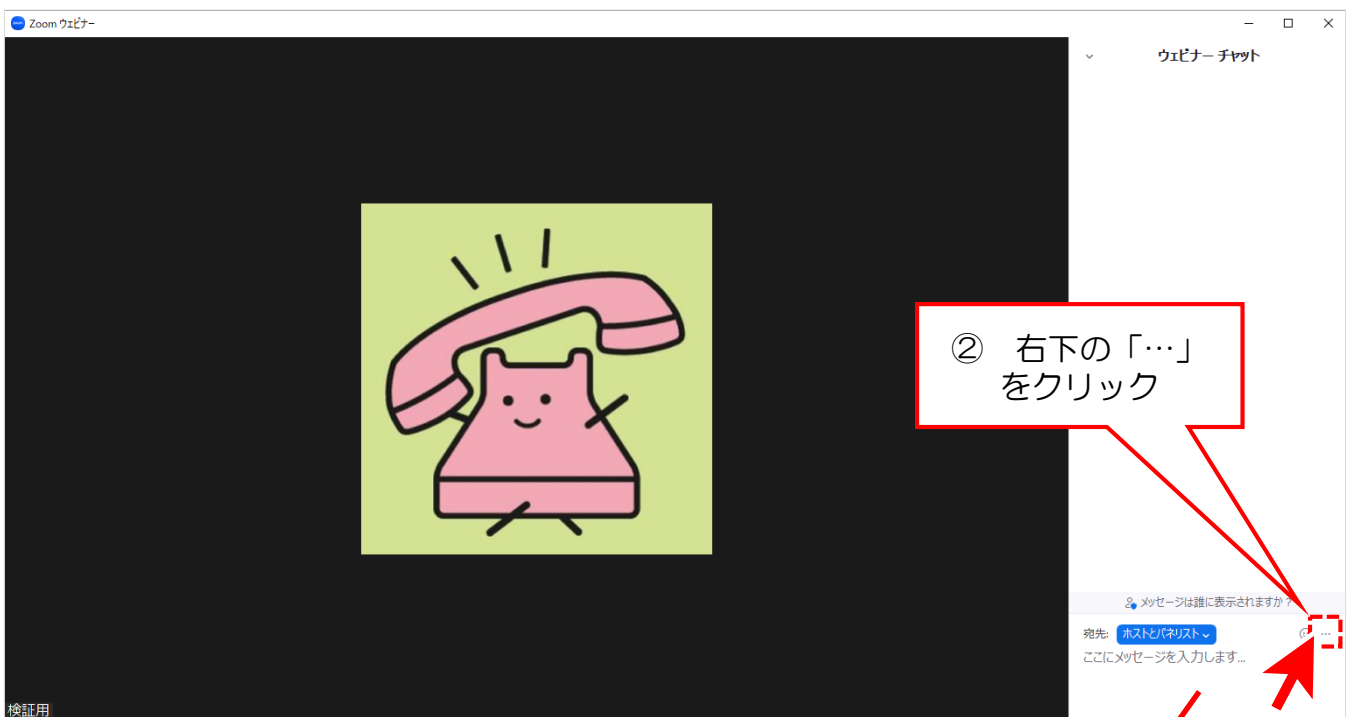 Zoom ウェビナー
ウェビナー チャット
② 右下の「…」
をクリック
メッセージは誰に表示されますか?
宛先: ホストとパネリスト
ここにメッセージを入力します...
検証用